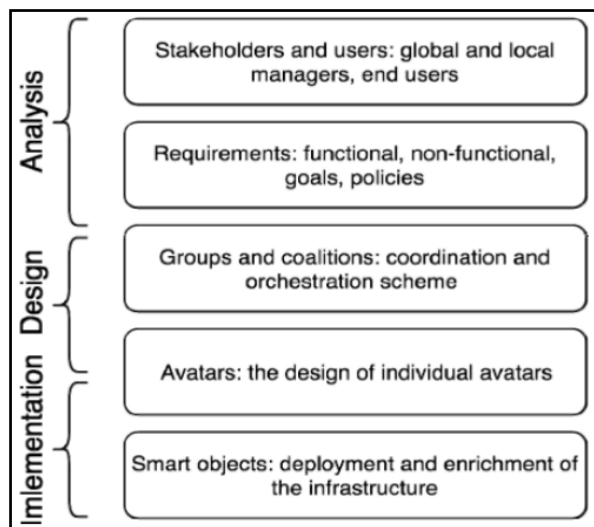 Analysis
Stakeholders and users: global and local
managers, end users
Requirements: functional, non-functional,
goals, policies
Design
Groups and coalitions: coordination and
orchestration scheme
Imlementation
Avatars: the design of individual avatars
Smart objects: deployment and enrichment of
the infrastructure